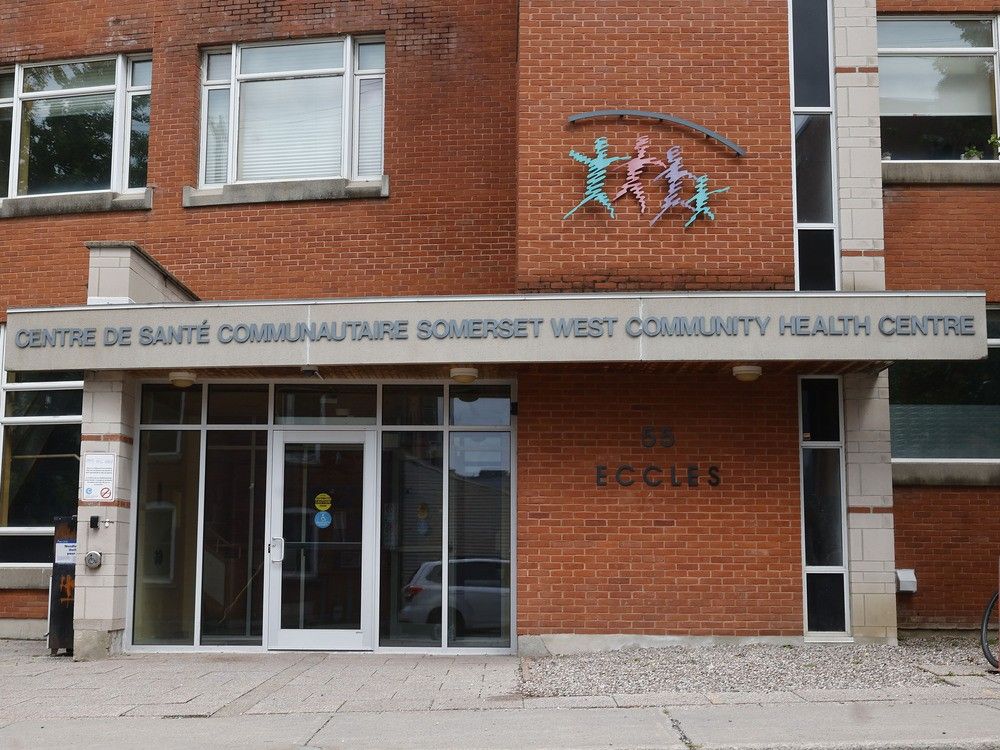 CENTRE DE SANTÉ COMMUNAUTAIRE SOMERSET WEST COMMUNITY HEALTH CENTRE
55
ECCLES